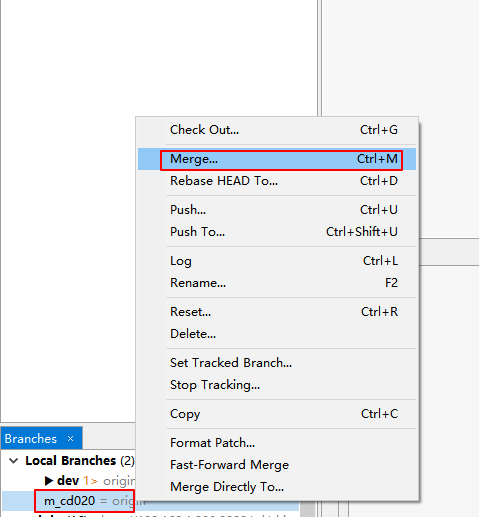 Check Out... Ctrl+G
Merge... Ctrl+M
Rebase HEAD To... Ctrl+D
Push... Ctrl+U
Push To... Ctrl+Shift+U
Log Ctrl+L
Rename... F2
Reset... Ctrl+R
Delete...
Set Tracked Branch...
Stop Tracking...
Copy Ctrl+C
Format Patch...
Fast-Forward Merge
Merge Directly To...
Branches ×
Local Branches (2)
dev 1> origin
m_cd020 = origin